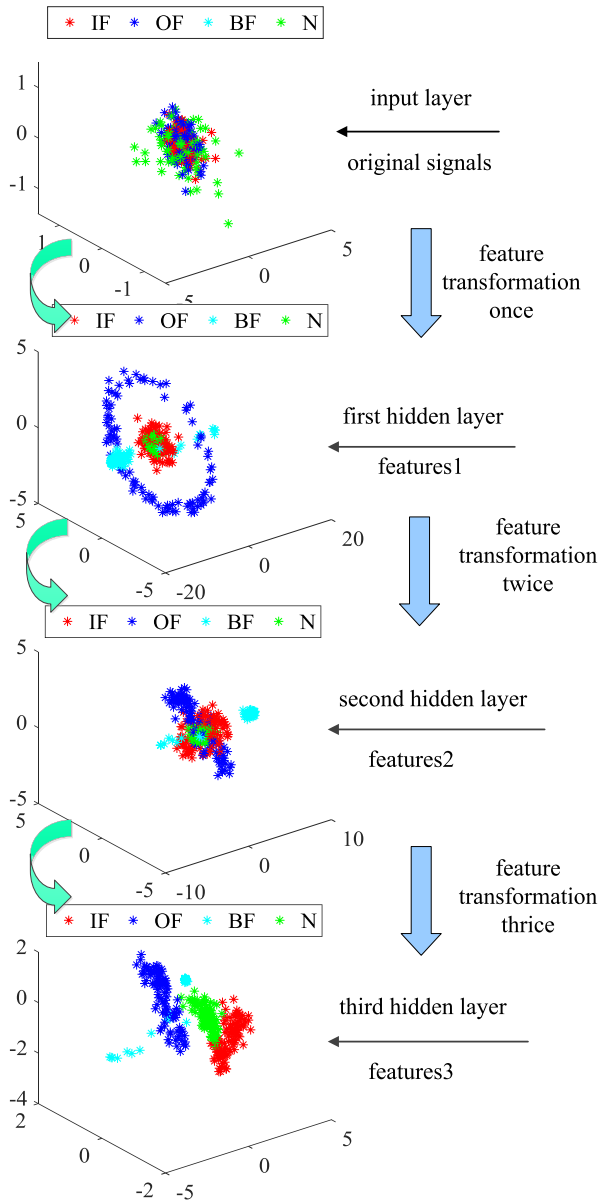 IF OF BF N
1
0
-1
1
0
-1
-5
0
5
input layer
original signals
feature
transformation
once
IF OF BF N
5
0
-5
5
0
-5
-20
0
20
first hidden layer
features1
feature
transformation
twice
IF OF BF N
5
0
-5
5
0
-5
-10
0
10
second hidden layer
features2
feature
transformation
thrice
IF OF BF N
2
0
-2
-4
2
0
-2
-5
0
5
third hidden layer
features3